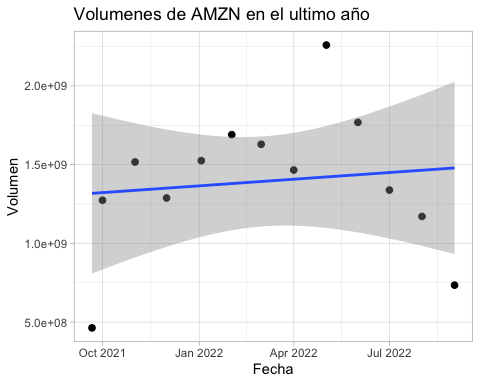 Volumenes de AMZN en el ultimo año
Volumen
2.0e+09
1.5e+09
1.0e+09
5.0e+08
Oct 2021 Jan 2022 Apr 2022 Jul 2022
Fecha